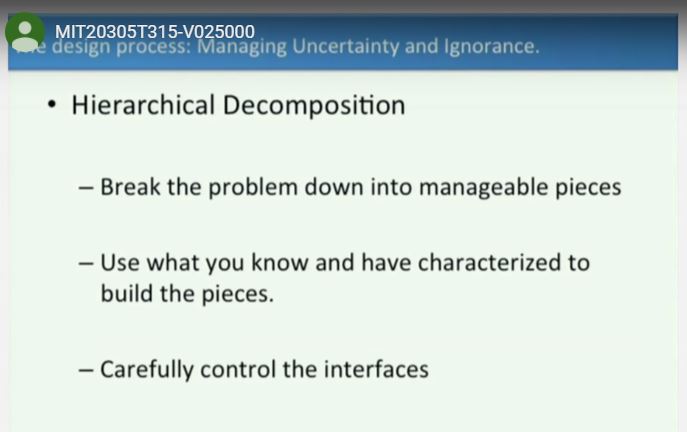 MIT20305T315-V025000
design process: Managing Uncertainty and Ignorance.
• Hierarchical Decomposition
– Break the problem down into manageable pieces
– Use what you know and have characterized to
build the pieces.
– Carefully control the interfaces